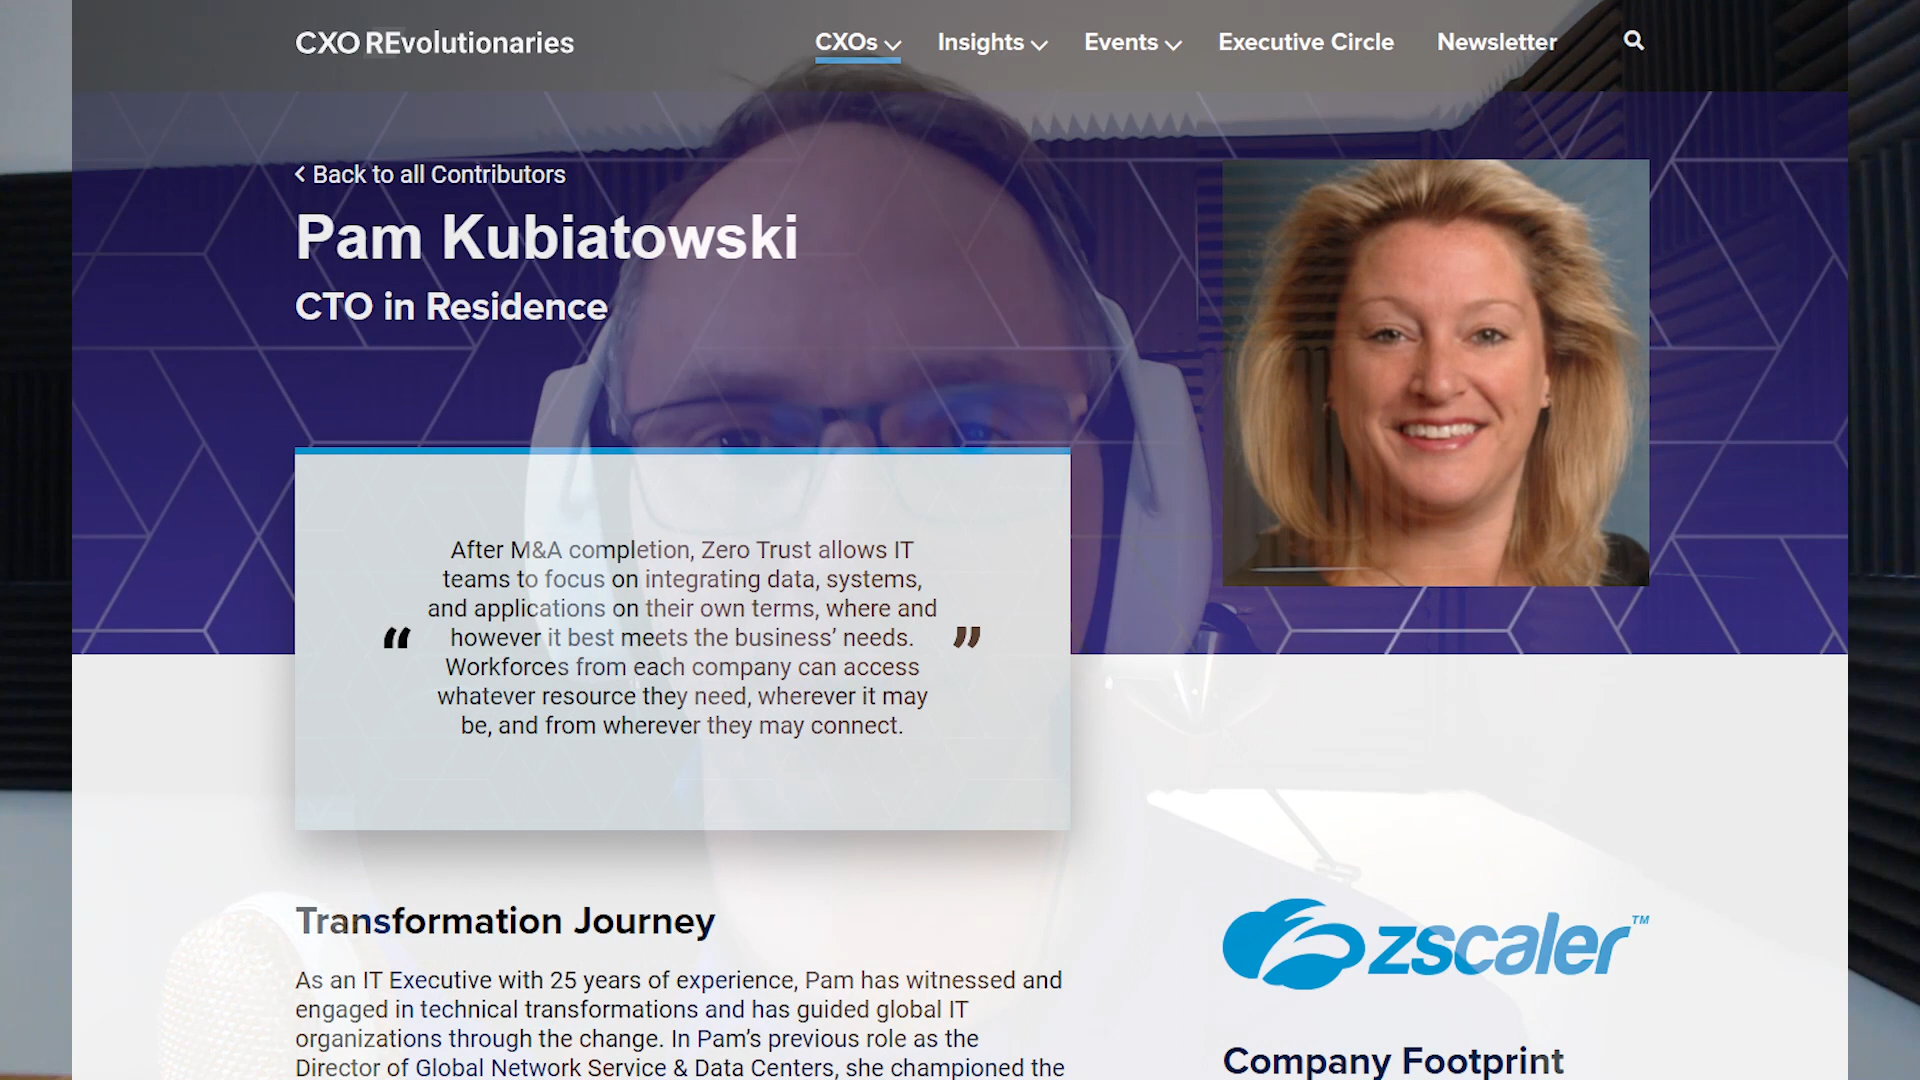 CXO REvolutionaries
CXOs Insights Events Executive Circle Newsletter
Back to all Contributors
Pam Kubiatowski
CTO in Residence
After M&A completion, Zero Trust allows IT
teams to focus on integrating data, systems,
and applications on their own terms, where and
“ however it best meets the business’ needs. ”
Workforces from each company can access
whatever resource they need, wherever it may
be, and from wherever they may connect.
Transformation Journey
As an IT Executive with 25 years of experience, Pam has witnessed and
engaged in technical transformations and has guided global IT
organizations through the change. In Pam’s previous role as the
Director of Global Network Service & Data Centers, she championed the
zscaler™
Company Footprint